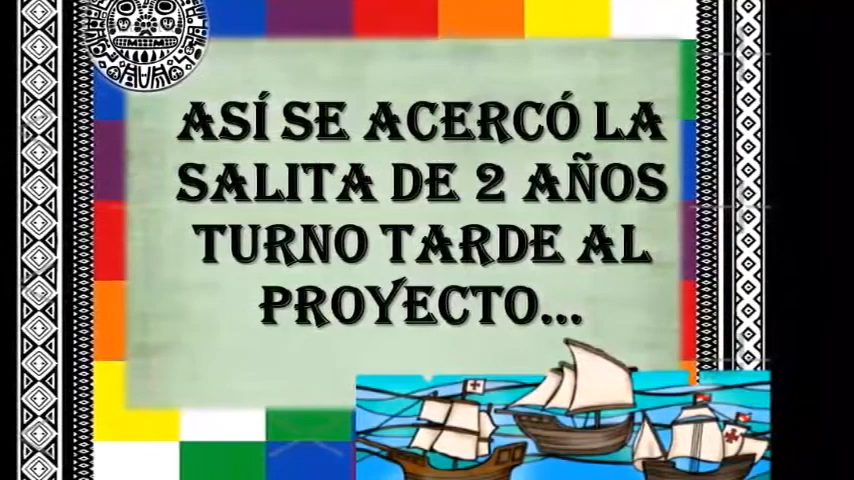 ASÍ SE ACERCÓ LA
SALITA DE 2 AÑOS
TURNO TARDE AL
PROYECTO...